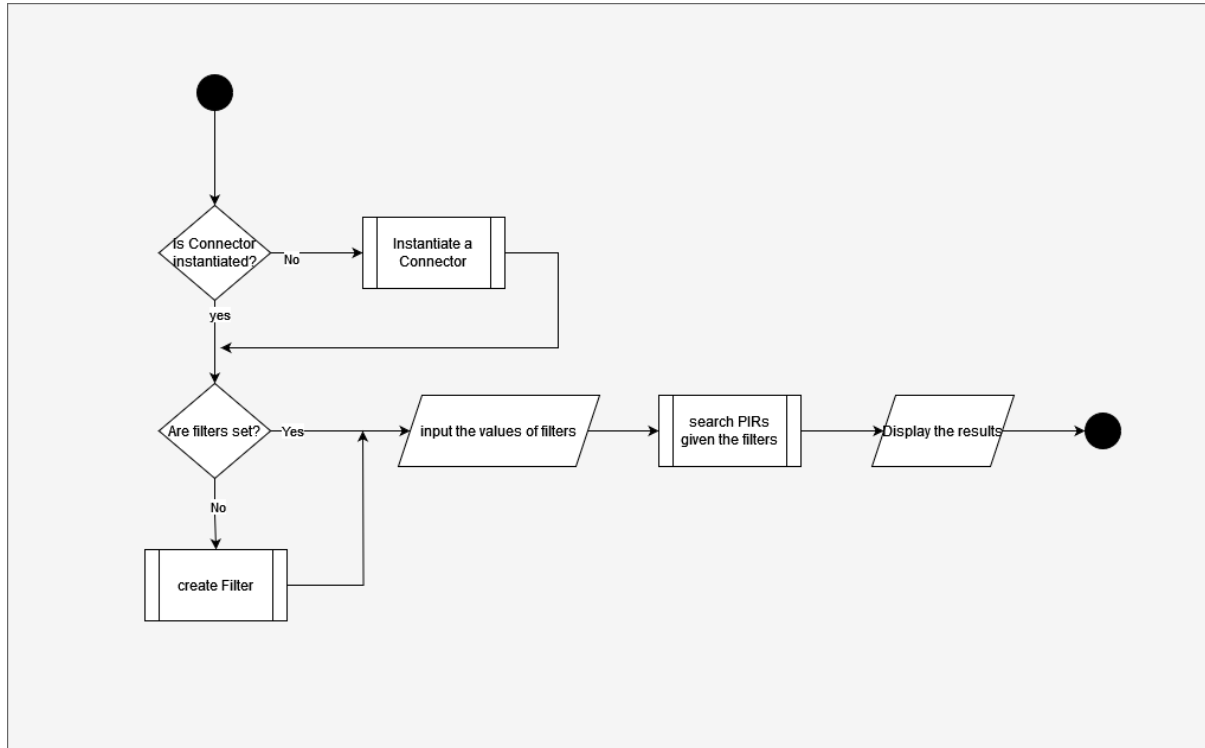 Is Connector
instantiated?
No
Instantiate a
Connector
yes
Are filters set?
Yes
input the values of filters
search PIRs
given the filters
Display the results
No
create Filter